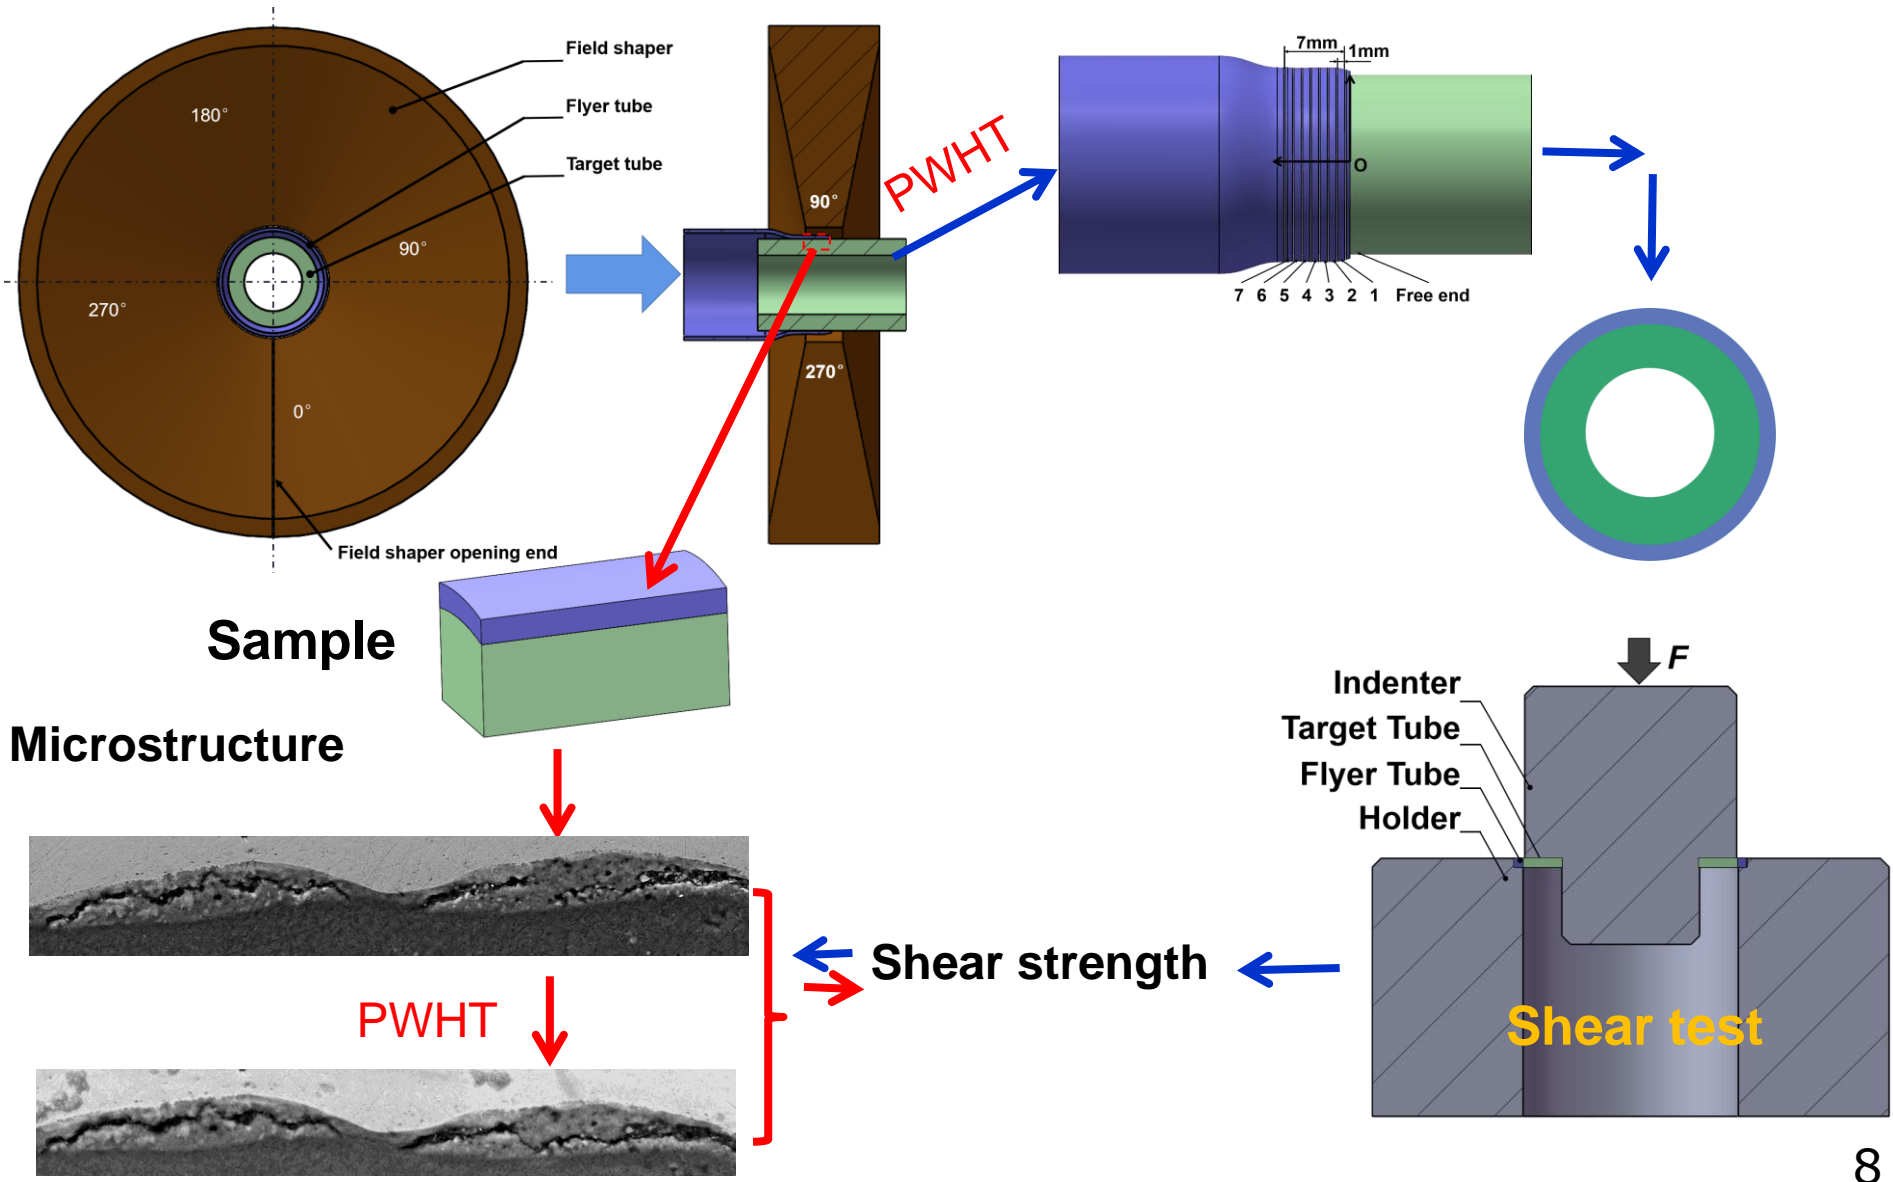 Field shaper
Flyer tube
Target tube
180°
90°
270°
0°
Field shaper opening end
90°
270°
PWHT
7mm
1mm
O
7 6 5 4 3 2 1 Free end
Sample
Microstructure
PWHT
Shear strength
F
Indenter
Target Tube
Flyer Tube
Holder
Shear test
8